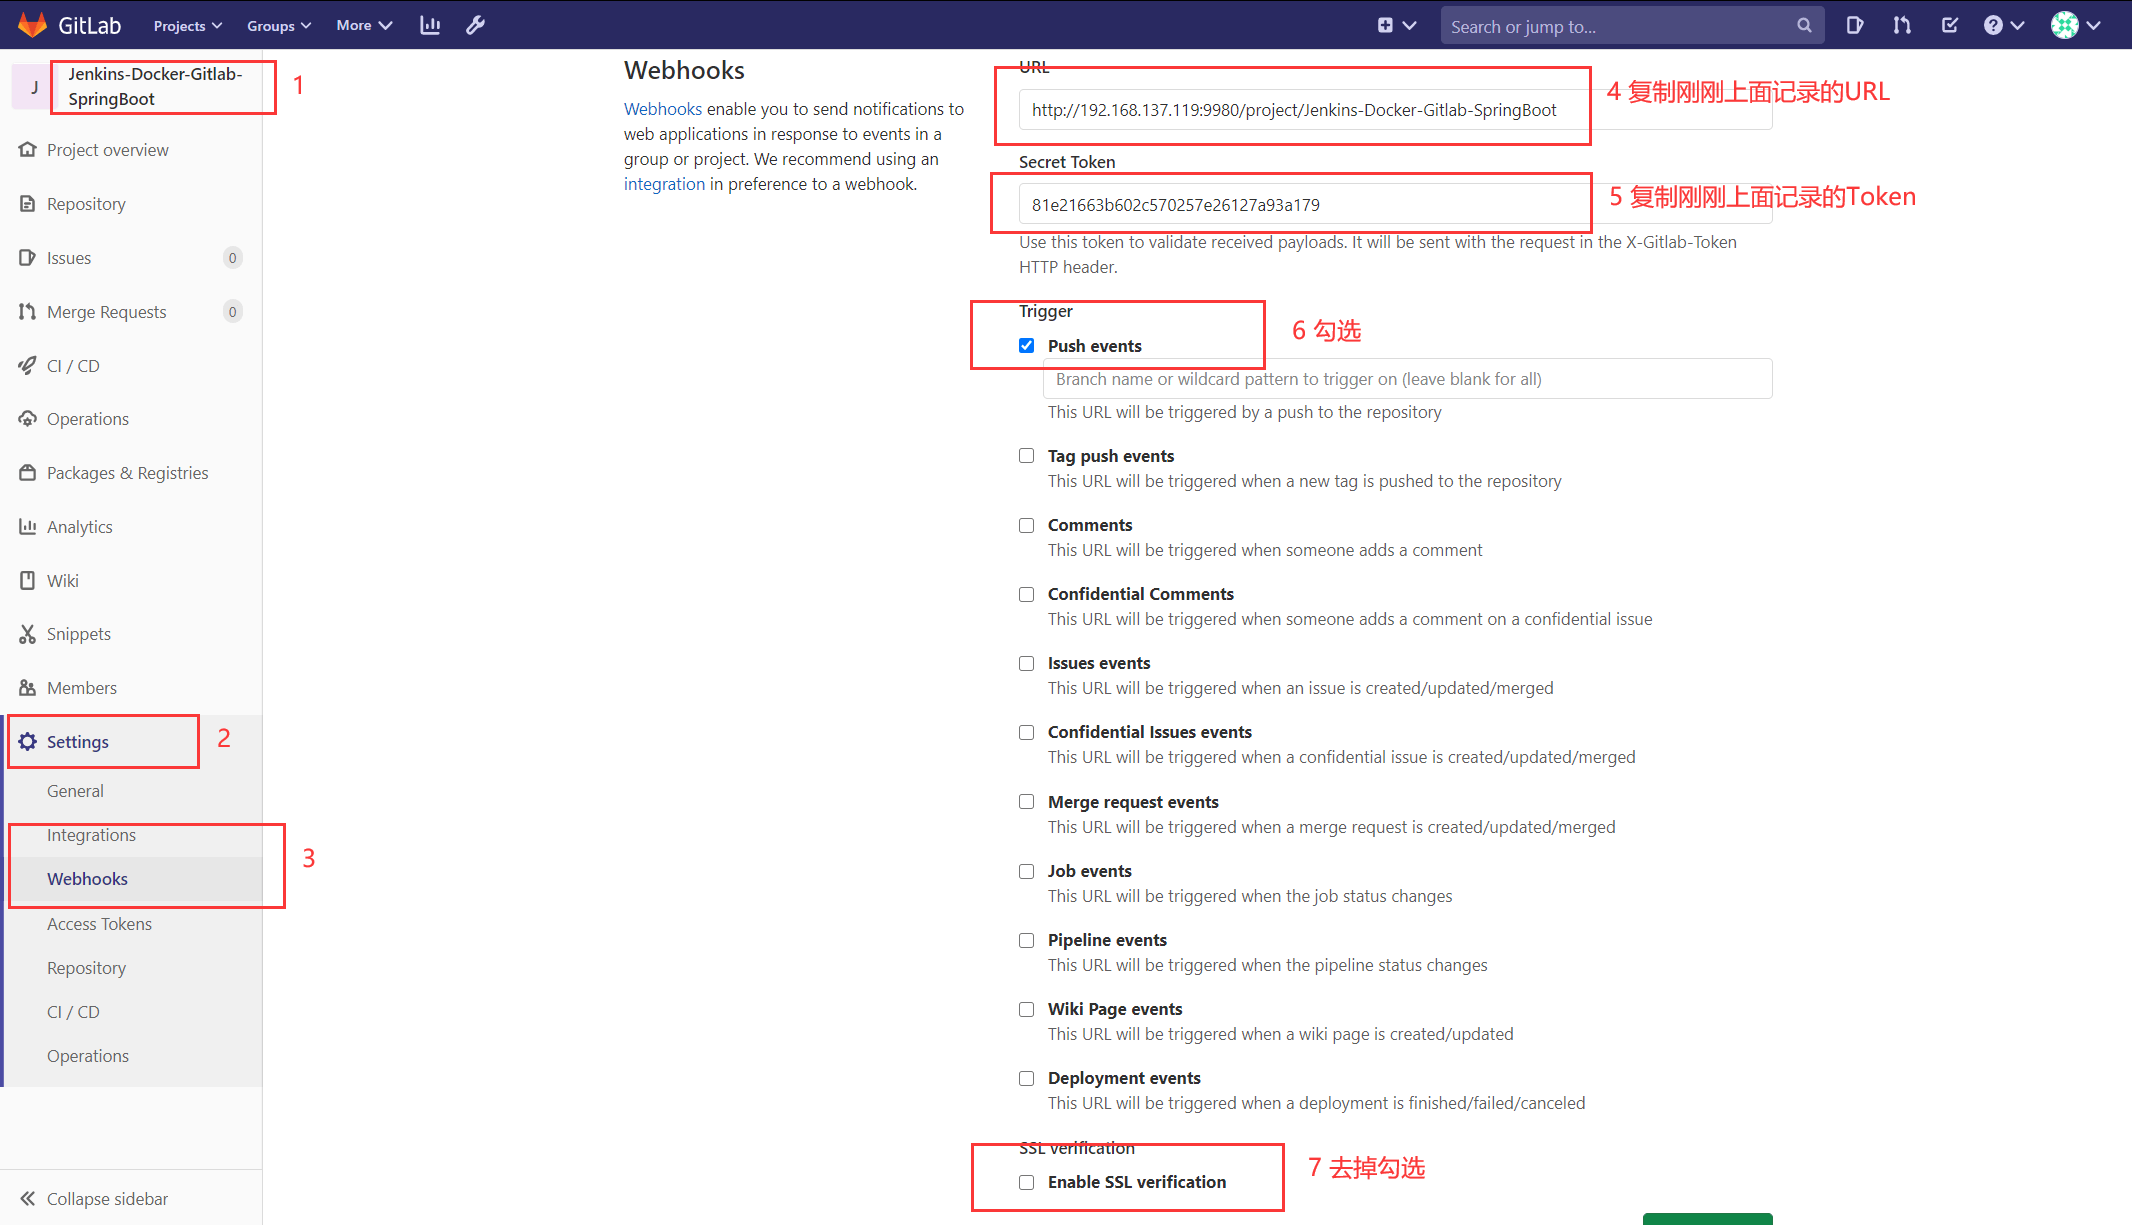 GitLab Projects Groups More Search or jump to...
J Jenkins-Docker-Gitlab-
SpringBoot
1
Project overview
Repository
Issues 0
Merge Requests 0
CI / CD
Operations
Packages & Registries
Analytics
Wiki
Snippets
Members
Settings 2
General
Integrations
Webhooks
3
Access Tokens
Repository
CI / CD
Operations
Collapse sidebar
Webhooks
Webhooks enable you to send notifications to
web applications in response to events in a
group or project. We recommend using an
integration in preference to a webhook.
URL
http://192.168.137.119:9980/project/Jenkins-Docker-Gitlab-SpringBoot
4 复制刚刚上面记录的URL
Secret Token
81e21663b602c570257e26127a93a179
5 复制刚刚上面记录的Token
Use this token to validate received payloads. It will be sent with the request in the X-Gitlab-Token
HTTP header.
Trigger
Push events
6 勾选
Branch name or wildcard pattern to trigger on (leave blank for all)
This URL will be triggered by a push to the repository
Tag push events
This URL will be triggered when a new tag is pushed to the repository
Comments
This URL will be triggered when someone adds a comment
Confidential Comments
This URL will be triggered when someone adds a comment on a confidential issue
Issues events
This URL will be triggered when an issue is created/updated/merged
Confidential Issues events
This URL will be triggered when a confidential issue is created/updated/merged
Merge request events
This URL will be triggered when a merge request is created/updated/merged
Job events
This URL will be triggered when the job status changes
Pipeline events
This URL will be triggered when the pipeline status changes
Wiki Page events
This URL will be triggered when a wiki page is created/updated
Deployment events
This URL will be triggered when a deployment is finished/failed/canceled
SSL verification
Enable SSL verification
7 去掉勾选